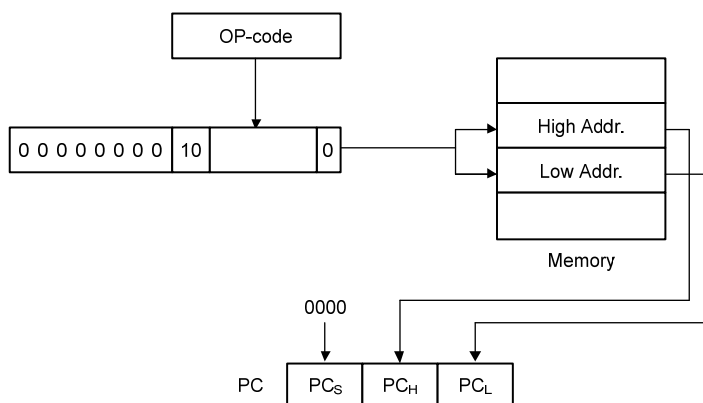 OP-code
0 0 0 0 0 0 0 0 10 0
High Addr.
Low Addr.
Memory
0000
PC PCS PCH PCL